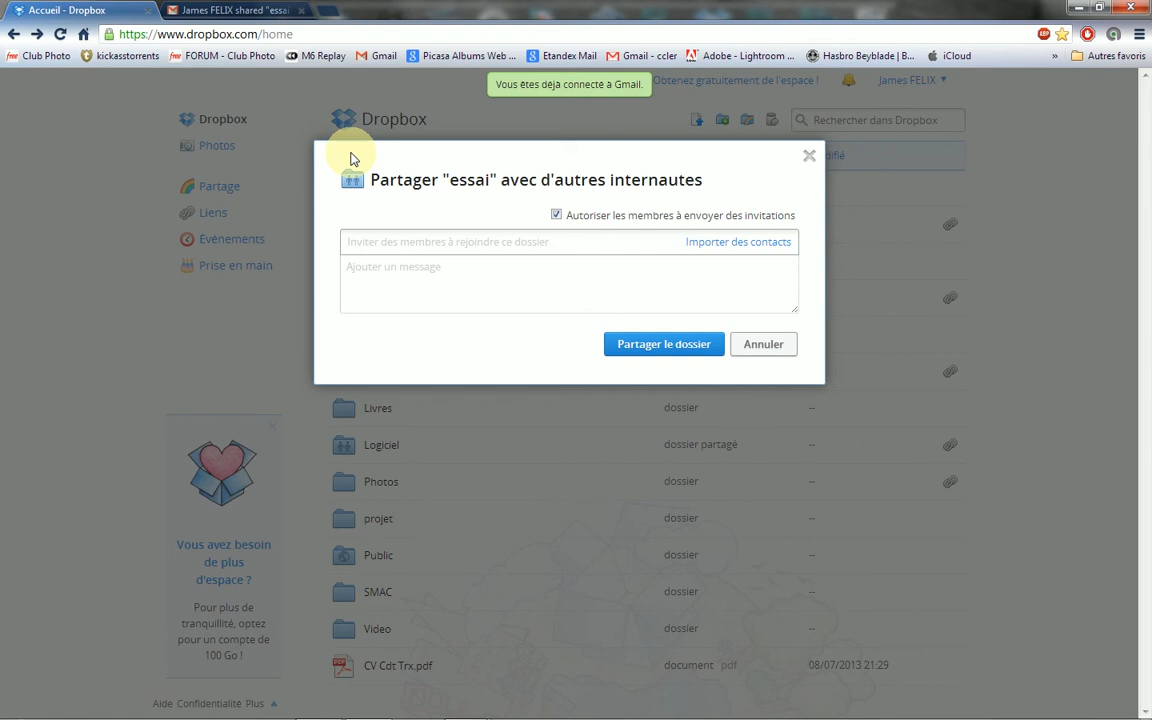 Accueil - Dropbox
James FELIX shared "essai
https://www.dropbox.com/home
ABP
Club Photo
kickasstorrents
FORUM - Club Photo
M6 Replay
Gmail
Picasa Albums Web ...
Etandex Mail
Gmail - ccler
Adobe - Lightroom ...
Hasbro Beyblade | B...
iCloud
»
Autres favoris
Vous êtes déjà connecté à Gmail.
Obtenez gratuitement de l'espace !
James FELIX
Dropbox
Dropbox
Rechercher dans Dropbox
Photos
difié
Partager "essai" avec d'autres internautes
Partage
Autoriser les membres à envoyer des invitations
Liens
Événements
Inviter des membres à rejoindre ce dossier
Importer des contacts
Prise en main
Ajouter un message
Partager le dossier
Annuler
Livres dossier --
Logiciel dossier partagé --
Photos dossier --
projet dossier --
Public dossier --
SMAC dossier --
Video dossier --
CV Cdt Trx.pdf document pdf 08/07/2013 21:29
Vous avez besoin
de plus
d'espace ?
Pour plus de
tranquillité, optez
pour un compte de
100 Go !
Aide Confidentialité Plus